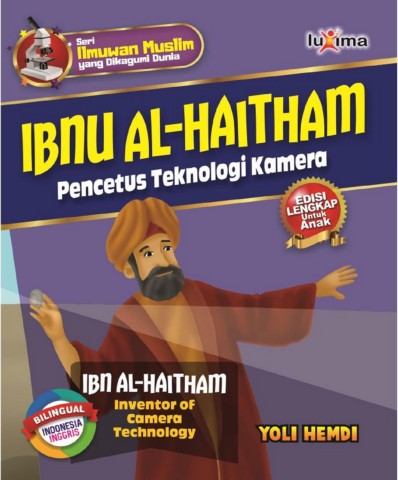 Seri
Ilmuwan Muslim
yang Dikagumi Dunia
luxima
IBNU AL-HAITHAM
Pencetus Teknologi Kamera
EDISI
LENGKAP
Untuk
Anak
IBN AL-HAITHAM
Inventor of
Camera
Technology
BILINGUAL
INDONESIA
INGGRIS
YOLI HEMDI